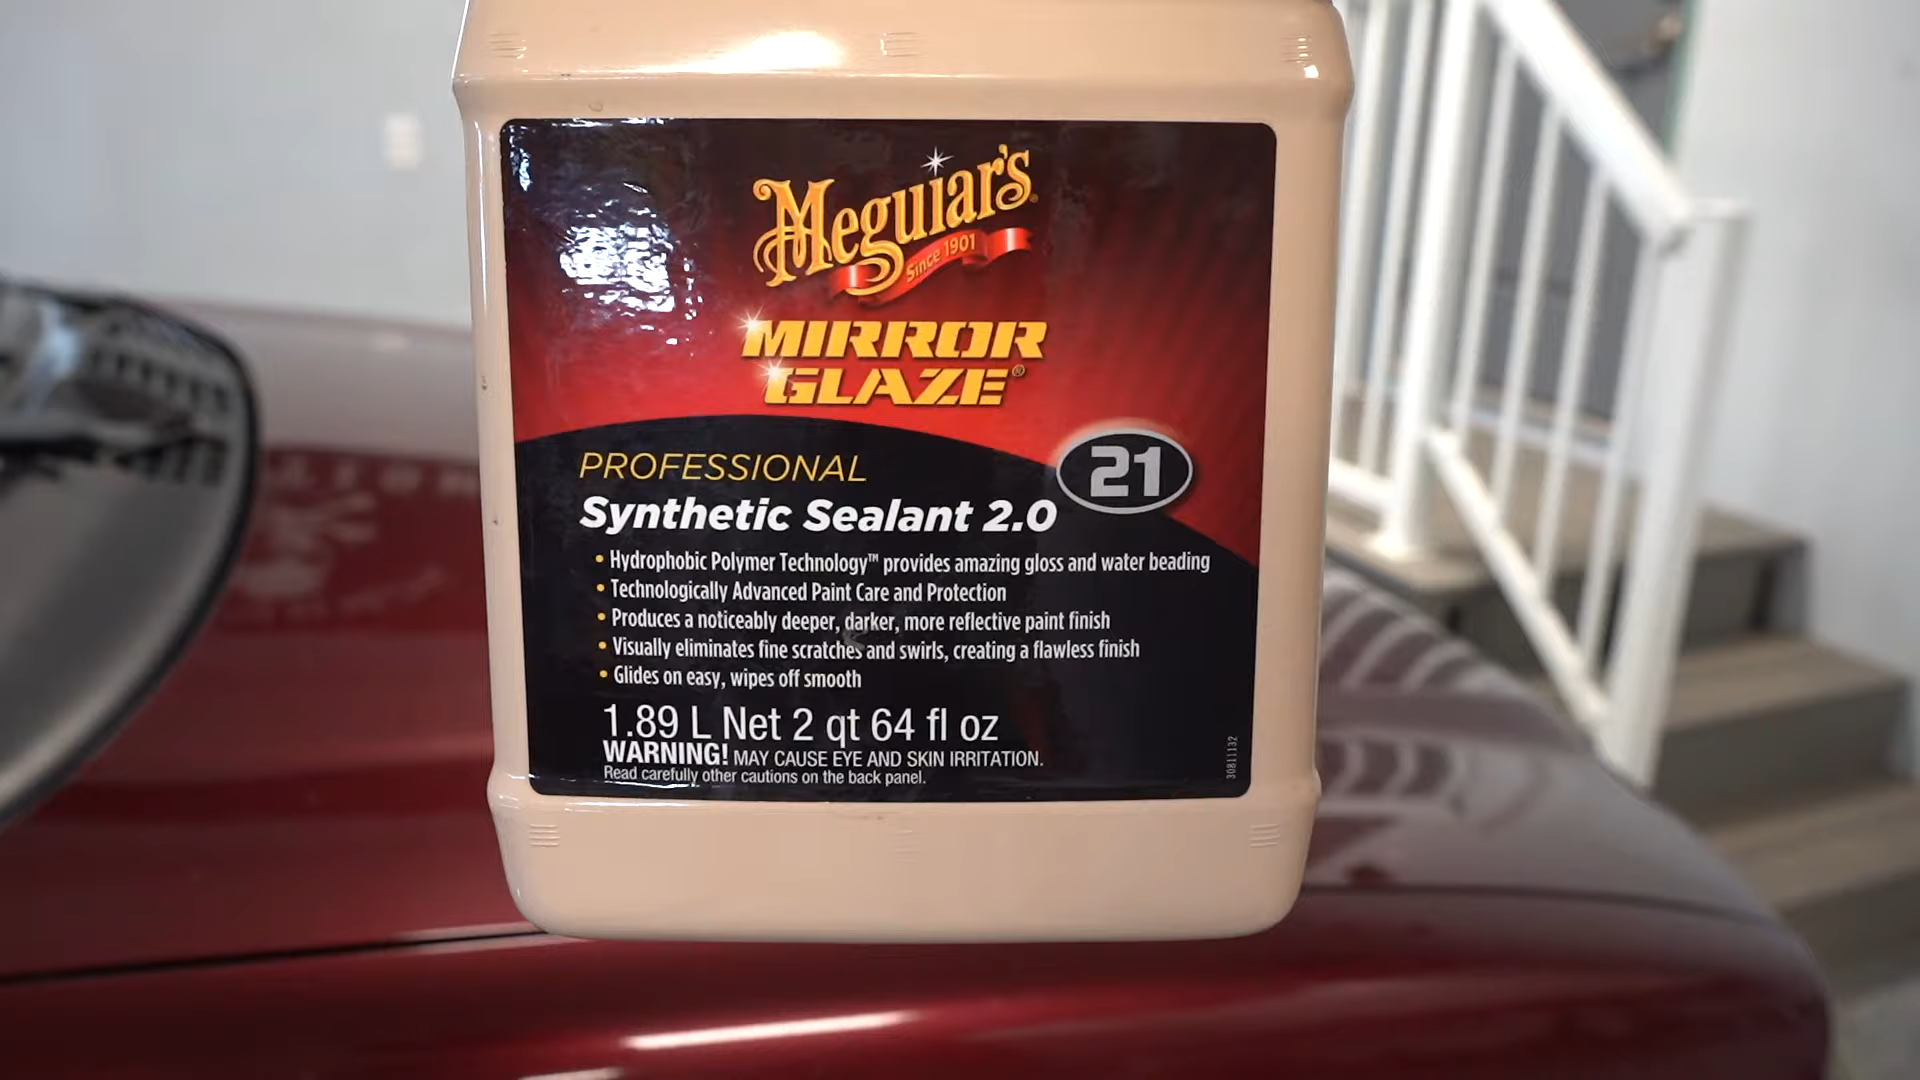 Meguiar's
Since 1901
MIRROR
GLAZE®
21
PROFESSIONAL
Synthetic Sealant 2.0
• Hydrophobic Polymer Technology™ provides amazing gloss and water beading
• Technologically Advanced Paint Care and Protection
• Produces a noticeably deeper, darker, more reflective paint finish
• Visually eliminates fine scratches and swirls, creating a flawless finish
• Glides on easy, wipes off smooth
1.89 L Net 2 qt 64 fl oz
WARNING! MAY CAUSE EYE AND SKIN IRRITATION.
Read carefully other cautions on the back panel.
30811132